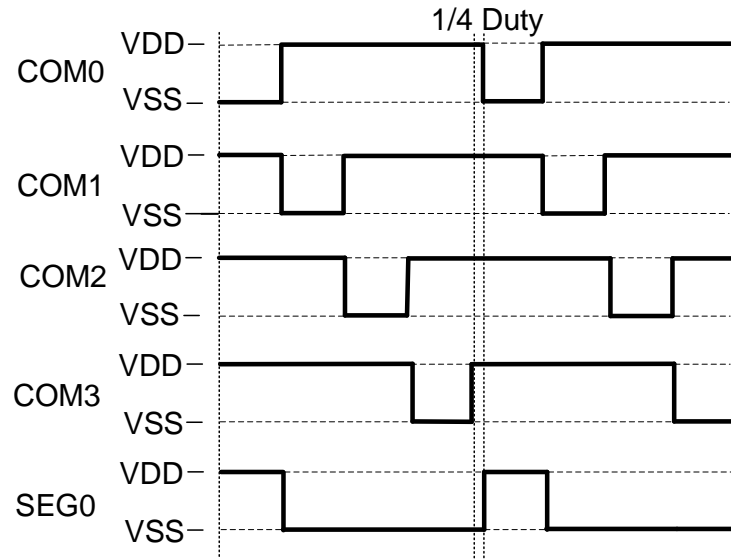 1/4 Duty
VDD
COM0
VSS
VDD
COM1
VSS
VDD
COM2
VSS
VDD
COM3
VSS
VDD
SEG0
VSS